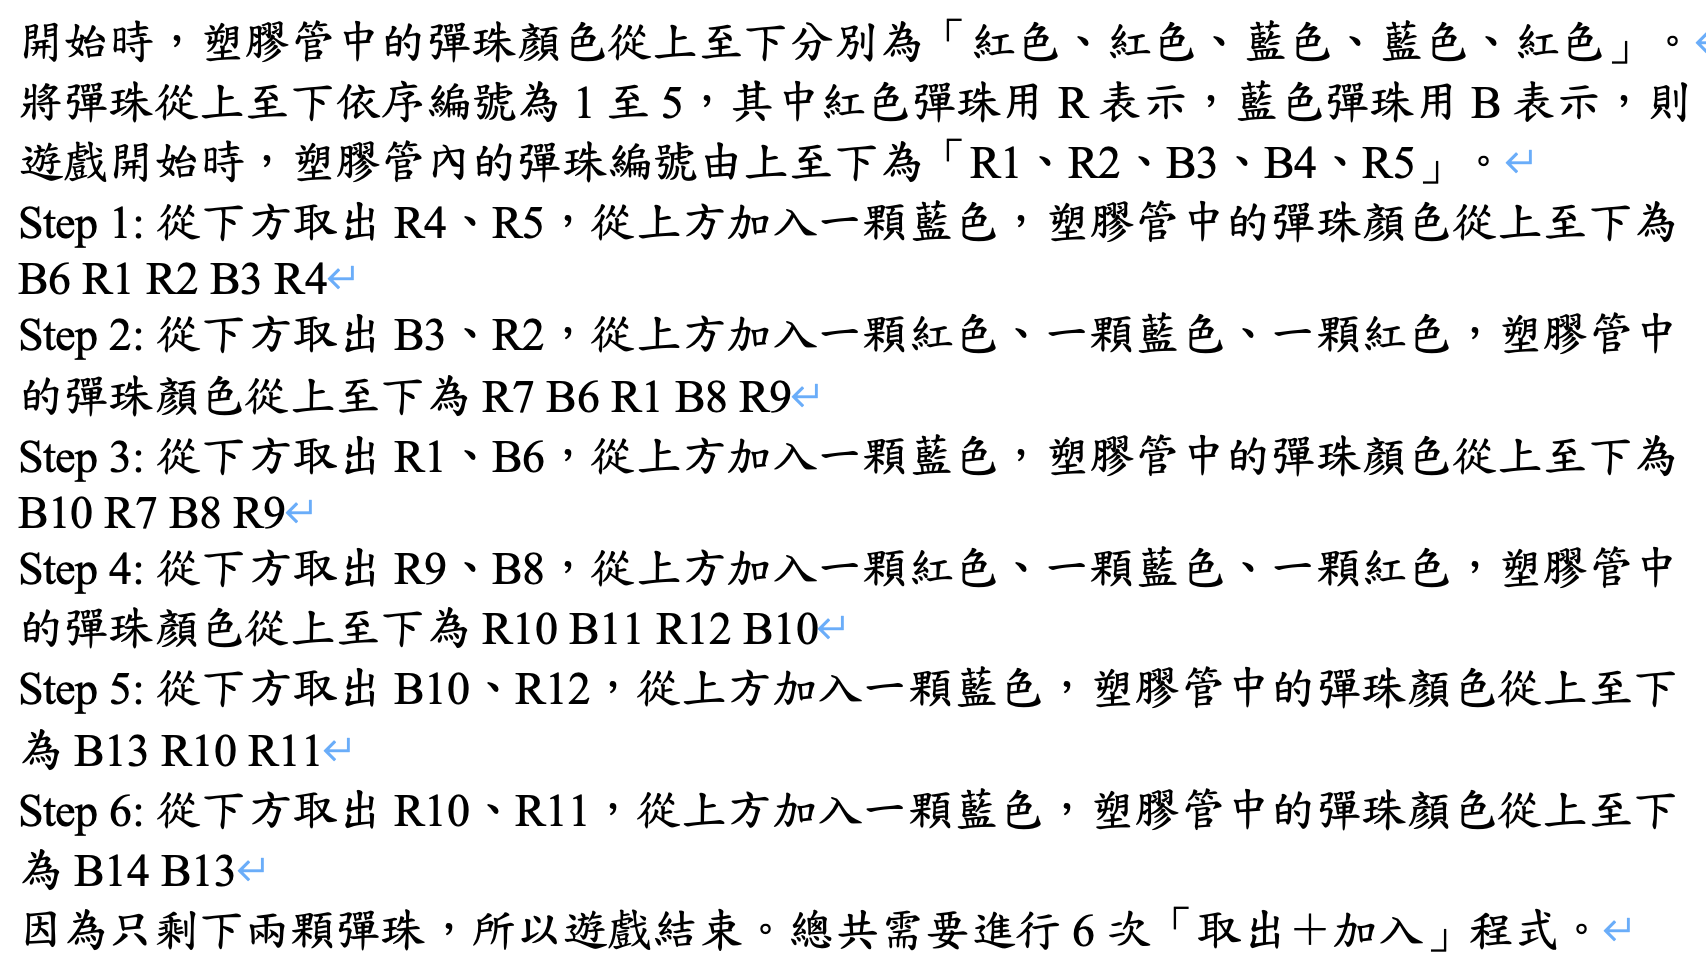 開始時，塑膠管中的彈珠顏色從上至下分別為「紅色、紅色、藍色、藍色、紅色」。
將彈珠從上至下依序編號為 1 至 5，其中紅色彈珠用 R 表示，藍色彈珠用 B 表示，則
遊戲開始時，塑膠管內的彈珠編號由上至下為「R1、R2、B3、B4、R5」。
Step 1: 從下方取出 R4、R5，從上方加入一顆藍色，塑膠管中的彈珠顏色從上至下為
B6 R1 R2 B3 R4
Step 2: 從下方取出 B3、R2，從上方加入一顆紅色、一顆藍色、一顆紅色，塑膠管中
的彈珠顏色從上至下為 R7 B6 R1 B8 R9
Step 3: 從下方取出 R1、B6，從上方加入一顆藍色，塑膠管中的彈珠顏色從上至下為
B10 R7 B8 R9
Step 4: 從下方取出 R9、B8，從上方加入一顆紅色、一顆藍色、一顆紅色，塑膠管中
的彈珠顏色從上至下為 R10 B11 R12 B10
Step 5: 從下方取出 B10、R12，從上方加入一顆藍色，塑膠管中的彈珠顏色從上至下
為 B13 R10 R11
Step 6: 從下方取出 R10、R11，從上方加入一顆藍色，塑膠管中的彈珠顏色從上至下
為 B14 B13
因為只剩下兩顆彈珠，所以遊戲結束。總共需要進行 6 次「取出＋加入」程式。